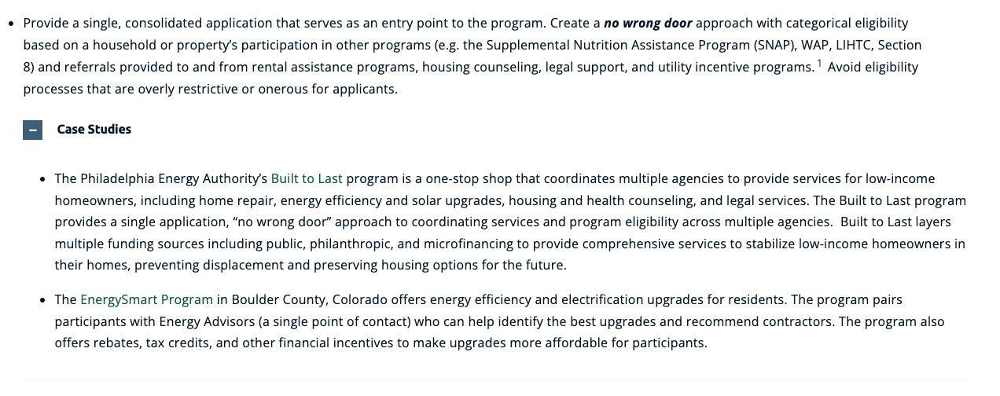 • Provide a single, consolidated application that serves as an entry point to the program. Create a no wrong door approach with categorical eligibility
based on a household or property’s participation in other programs (e.g. the Supplemental Nutrition Assistance Program (SNAP), WAP, LIHTC, Section
8) and referrals provided to and from rental assistance programs, housing counseling, legal support, and utility incentive programs. 1 Avoid eligibility
processes that are overly restrictive or onerous for applicants.
– Case Studies
• The Philadelphia Energy Authority’s Built to Last program is a one-stop shop that coordinates multiple agencies to provide services for low-income
homeowners, including home repair, energy efficiency and solar upgrades, housing and health counseling, and legal services. The Built to Last program
provides a single application, “no wrong door” approach to coordinating services and program eligibility across multiple agencies.  Built to Last layers
multiple funding sources including public, philanthropic, and microfinancing to provide comprehensive services to stabilize low-income homeowners in
their homes, preventing displacement and preserving housing options for the future.
• The EnergySmart Program in Boulder County, Colorado offers energy efficiency and electrification upgrades for residents. The program pairs
participants with Energy Advisors (a single point of contact) who can help identify the best upgrades and recommend contractors. The program also
offers rebates, tax credits, and other financial incentives to make upgrades more affordable for participants.